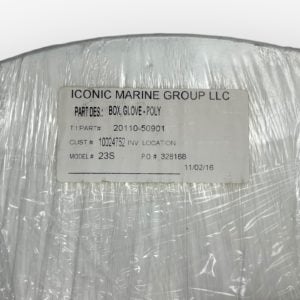 ICONIC MARINE GROUP LLC
PART DES.: BOX, GLOVE - POLY
T.I PART# 20110-50901
CUST # 10024752 INV. LOCATION
MODEL # 23S P.O # 328168
11/02/16